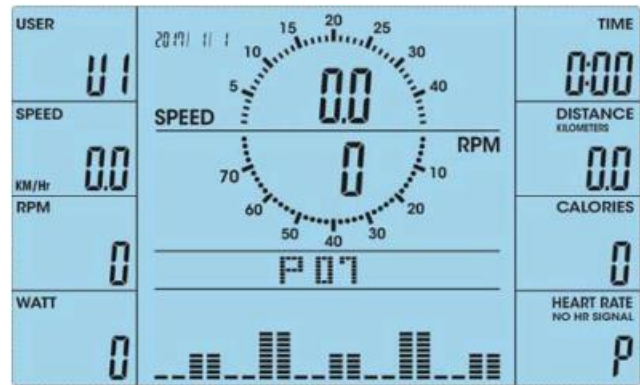 USER
U1
SPEED
KM/Hr 0.0
RPM
0
WATT
0
2017/ 1/ 1
5 10 15 20 25 30 40
SPEED 0.0
RPM 0
10 20 30 40 50 60 70
P07
TIME
0:00
DISTANCE
KILOMETERS
0.0
CALORIES
0
HEART RATE
NO HR SIGNAL
P